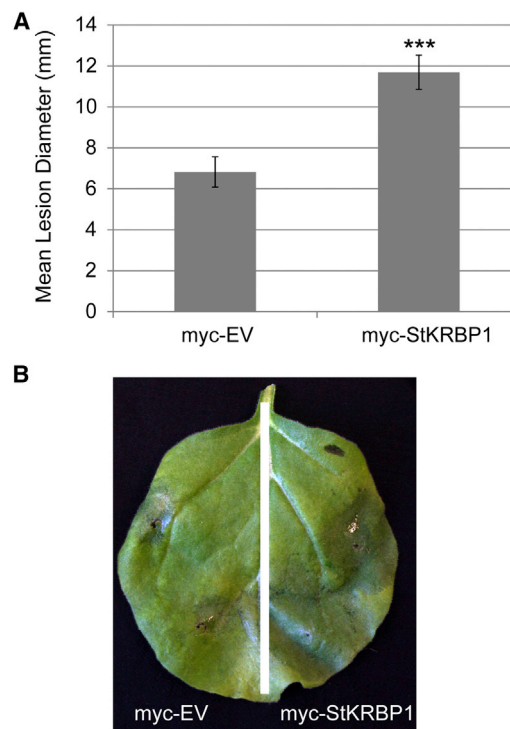 A
Mean Lesion Diameter (mm)
14
12
10
8
6
4
2
0
***
myc-EV
myc-StKRBP1
B
myc-EV
myc-StKRBP1